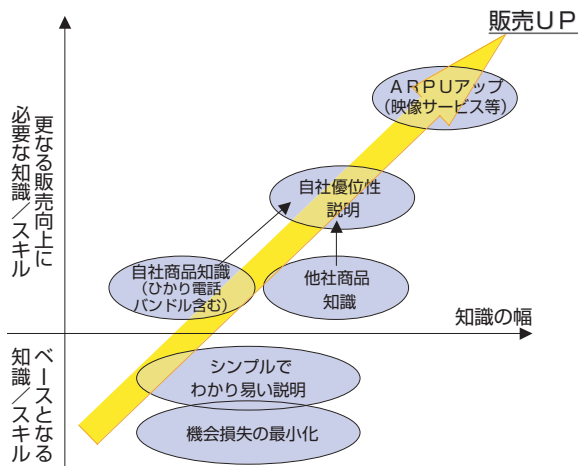 販売ＵＰ
ＡＲＰＵアップ
（映像サービス等）
更なる販売向上に
必要な知識／スキル
自社優位性
説明
自社商品知識
（ひかり電話
バンドル含む）
他社商品
知識
知識の幅
ベースとなる
知識／スキル
シンプルで
わかり易い説明
機会損失の最小化